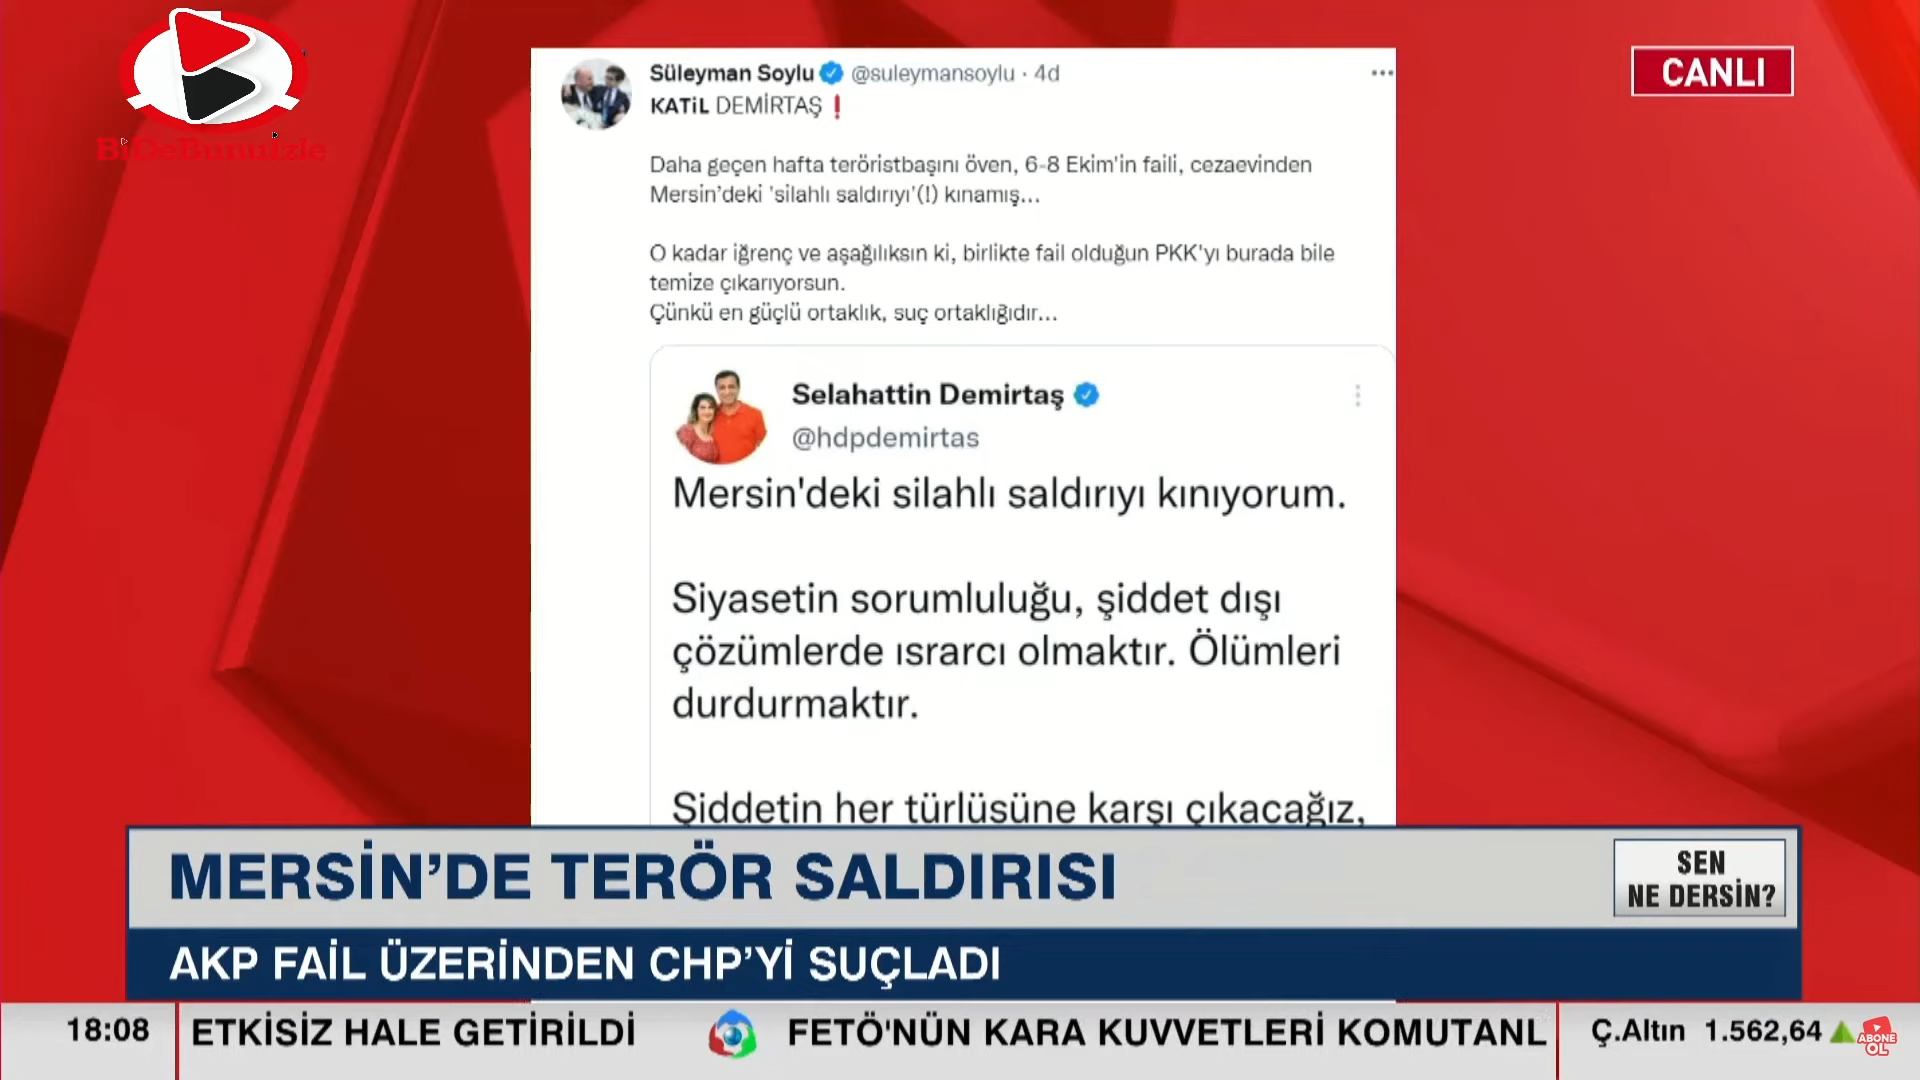 BiDeBunuİzle
CANLI
Süleyman Soylu @suleymansoylu · 4d
KATiL DEMİRTAŞ❗
Daha geçen hafta teröristbaşını öven, 6-8 Ekim'in faili, cezaevinden
Mersin'deki 'silahlı saldırıyı'(!) kınamış...
O kadar iğrenç ve aşağılıksın ki, birlikte fail olduğun PKK'yı burada bile
temize çıkarıyorsun.
Çünkü en güçlü ortaklık, suç ortaklığıdır...
Selahattin Demirtaş
@hdpdemirtas
Mersin'deki silahlı saldırıyı kınıyorum.
Siyasetin sorumluluğu, şiddet dışı
çözümlerde ısrarcı olmaktır. Ölümleri
durdurmaktır.
Şiddetin her türlüsüne karşı çıkacağız,
MERSİN'DE TERÖR SALDIRISI
SEN
NE DERSİN?
AKP FAİL ÜZERİNDEN CHP'Yİ SUÇLADI
18:08 ETKİSİZ HALE GETİRİLDİ FETÖ'NÜN KARA KUVVETLERİ KOMUTANL Ç.Altın 1.562,64
ABONE
OL